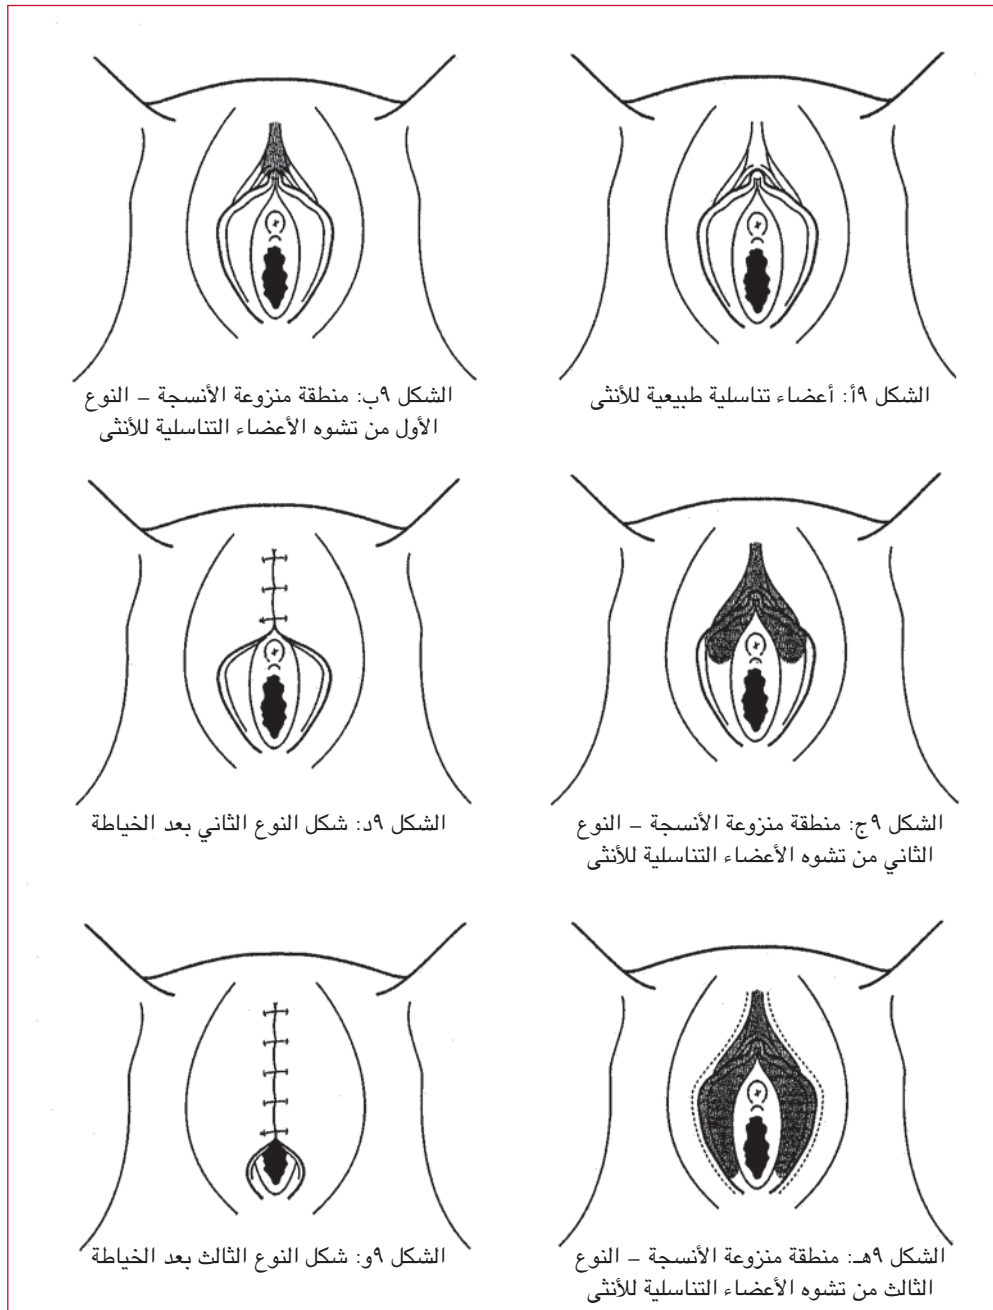 الشكل ٩أ: أعضاء تناسلية طبيعية للأنثى
الشكل ٩ب: منطقة منزوعة الأنسجة – النوع
الأول من تشوه الأعضاء التناسلية للأنثى
الشكل ٩ج: منطقة منزوعة الأنسجة – النوع
الثاني من تشوه الأعضاء التناسلية للأنثى
الشكل ٩د: شكل النوع الثاني بعد الخياطة
الشكل ٩هـ: منطقة منزوعة الأنسجة – النوع
الثالث من تشوه الأعضاء التناسلية للأنثى
الشكل ٩و: شكل النوع الثالث بعد الخياطة